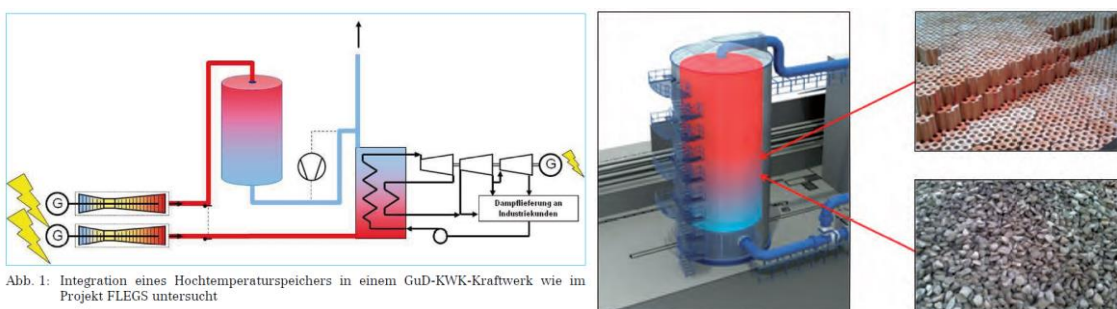 G
G
G
Dampflieferung an
Industriekunden
Abb. 1: Integration eines Hochtemperaturspeichers in einem GuD-KWK-Kraftwerk wie im
Projekt FLEGS untersucht